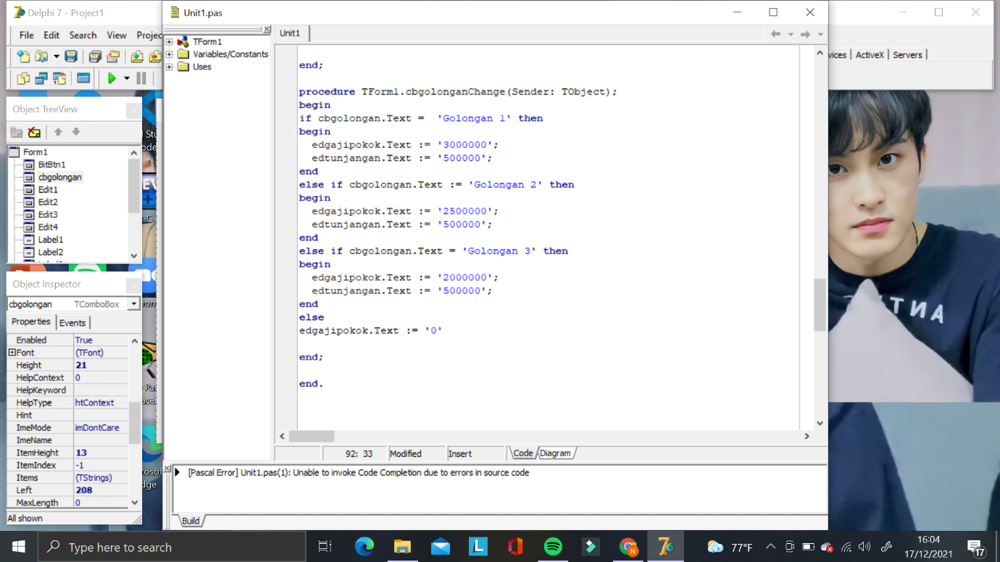 Delphi 7 - Project1
File Edit Search View Projec
Unit1.pas
vices ActiveX Servers
Object TreeView
Form1
BitBtn1
cbgolongan
Edit1
Edit2
Edit3
Edit4
Label1
Label2
Object Inspector
cbgolongan TComboBox
Properties Events
Enabled True
Font (TFont)
Height 21
HelpContext 0
HelpKeyword
HelpType htContext
Hint
ImeMode imDontCare
ImeName
ItemHeight 13
ItemIndex -1
Items (TStrings)
Left 208
MaxLength 0
All shown
TForm1
Variables/Constants
Uses
Unit1
end;
procedure TForm1.cbgolonganChange(Sender: TObject);
begin
if cbgolongan.Text =  'Golongan 1' then
begin
  edgajipokok.Text := '3000000';
  edtunjangan.Text := '500000';
end
else if cbgolongan.Text := 'Golongan 2' then
begin
  edgajipokok.Text := '2500000';
  edtunjangan.Text := '500000';
end
else if cbgolongan.Text = 'Golongan 3' then
begin
  edgajipokok.Text := '2000000';
  edtunjangan.Text := '500000';
end
else
edgajipokok.Text := '0'
end;
end.
92: 33 Modified Insert Code Diagram
[Pascal Error] Unit1.pas(1): Unable to invoke Code Completion due to errors in source code
Build
Type here to search
77°F
16:04
17/12/2021
17